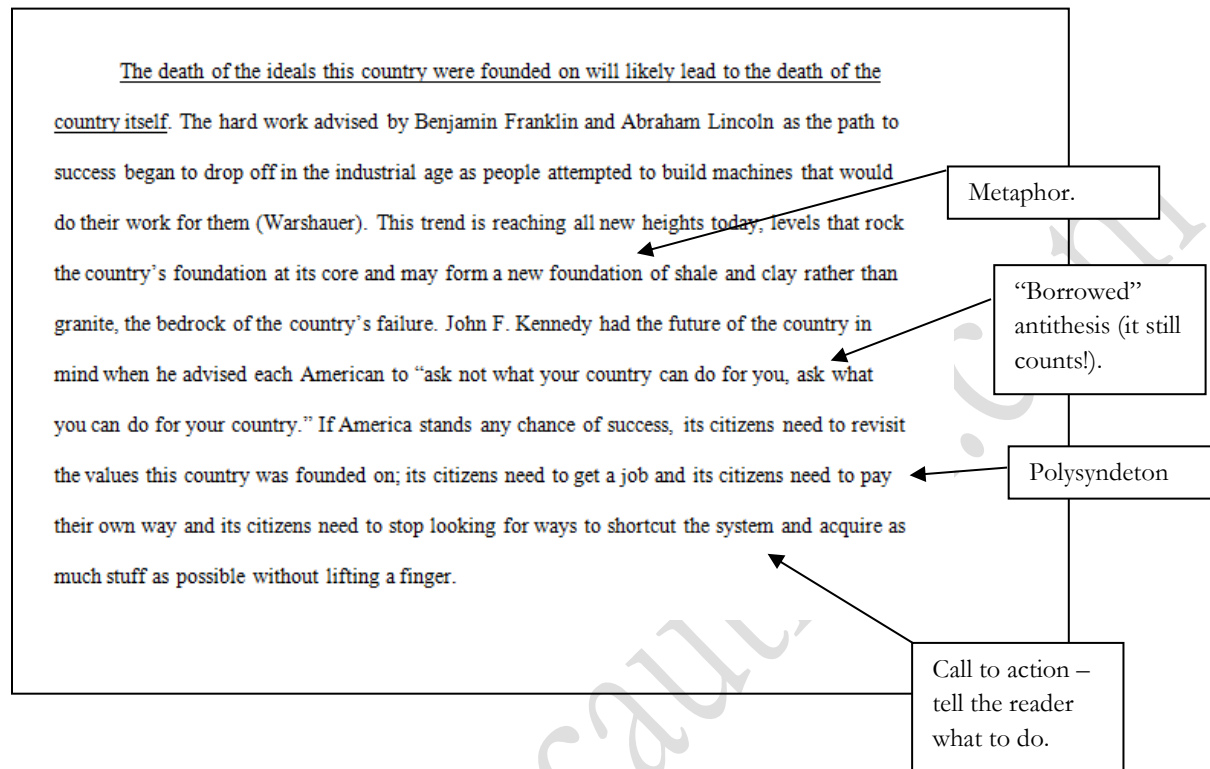 The death of the ideals this country were founded on will likely lead to the death of the
country itself. The hard work advised by Benjamin Franklin and Abraham Lincoln as the path to
success began to drop off in the industrial age as people attempted to build machines that would
do their work for them (Warshauer). This trend is reaching all new heights today, levels that rock
the country's foundation at its core and may form a new foundation of shale and clay rather than
granite, the bedrock of the country's failure. John F. Kennedy had the future of the country in
mind when he advised each American to “ask not what your country can do for you, ask what
you can do for your country.” If America stands any chance of success, its citizens need to revisit
the values this country was founded on; its citizens need to get a job and its citizens need to pay
their own way and its citizens need to stop looking for ways to shortcut the system and acquire as
much stuff as possible without lifting a finger.
Metaphor.
“Borrowed”
antithesis (it still
counts!).
Polysyndeton
Call to action –
tell the reader
what to do.